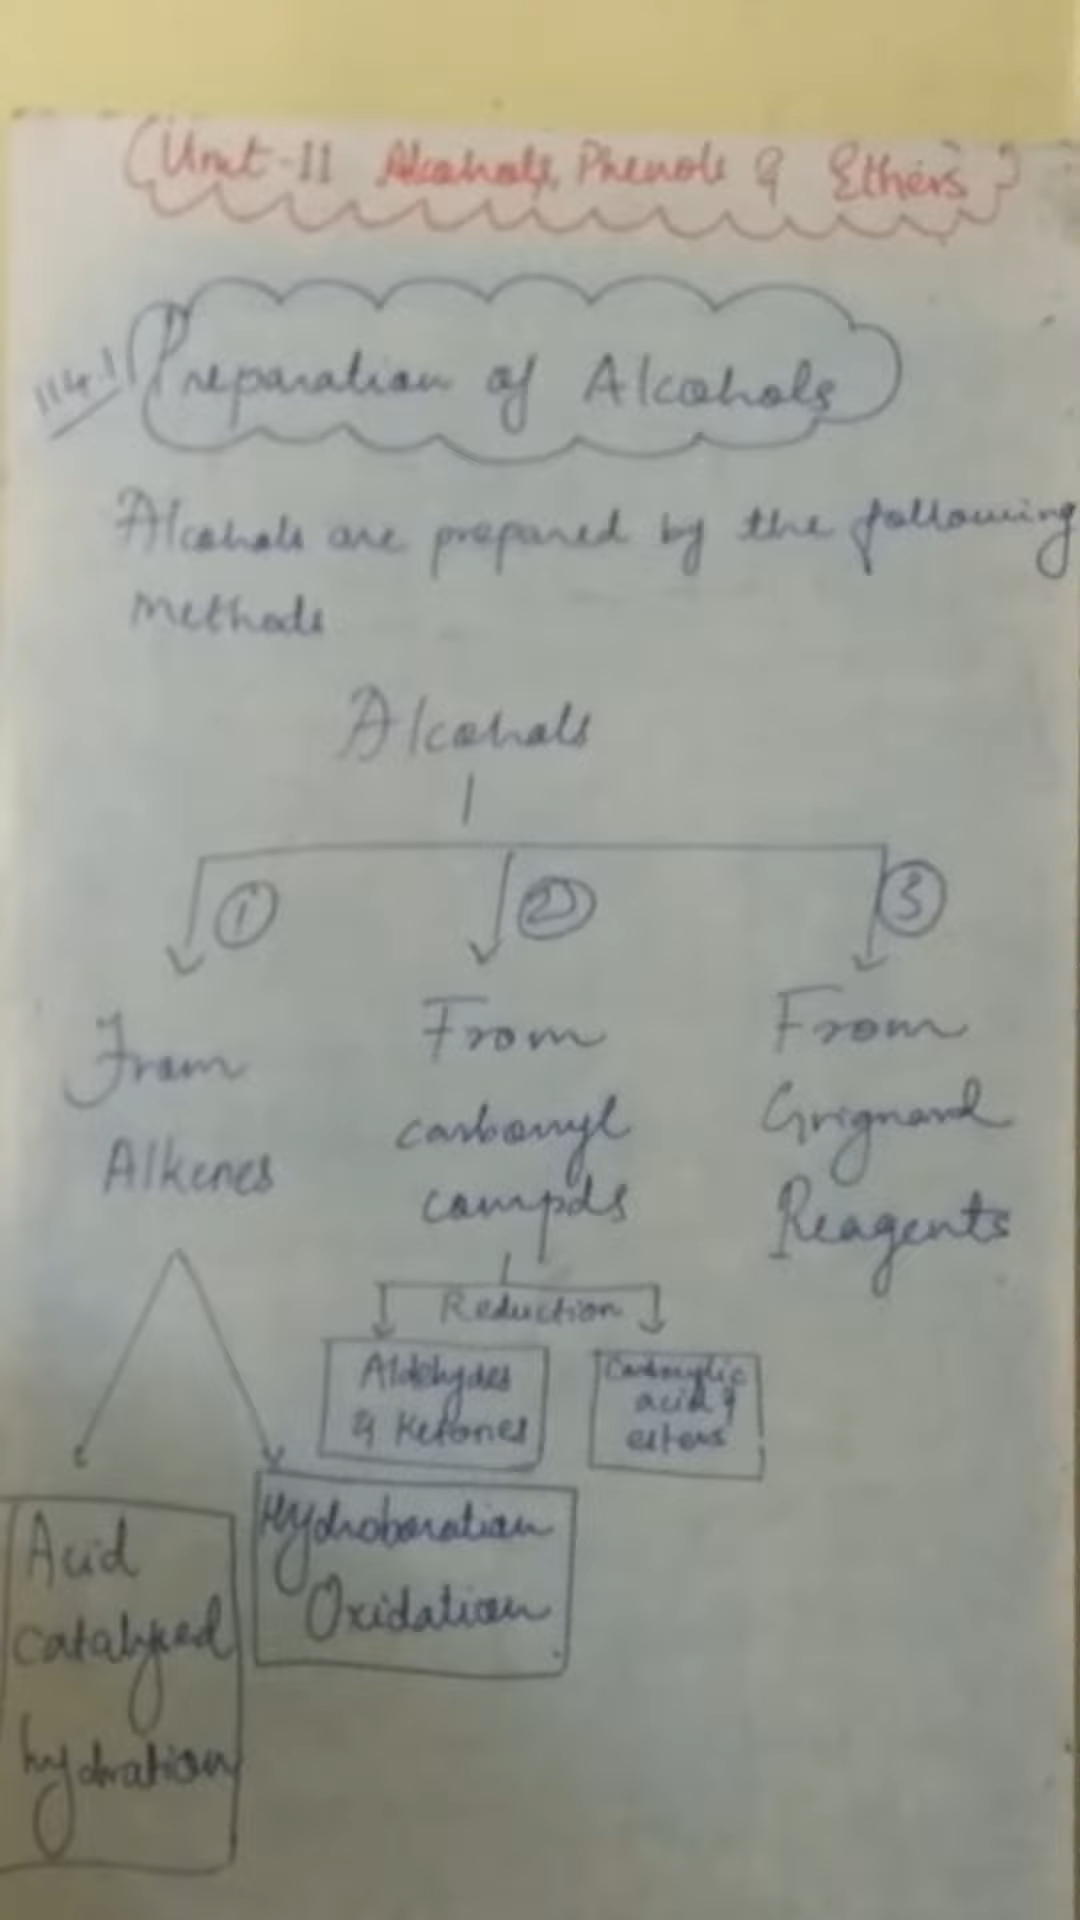 Unit-11 Alcohols, Phenols & Ethers
11.4.1 Preparation of Alcohols
Alcohols are prepared by the following
methods
Alcohols
1 2 3
From
Alkenes
From
carbonyl
compds
From
Grignard
Reagents
Reduction
Aldehydes
& Ketones
Carboxylic
acid &
esters
Acid
catalysed
hydration
Hydroboration
Oxidation